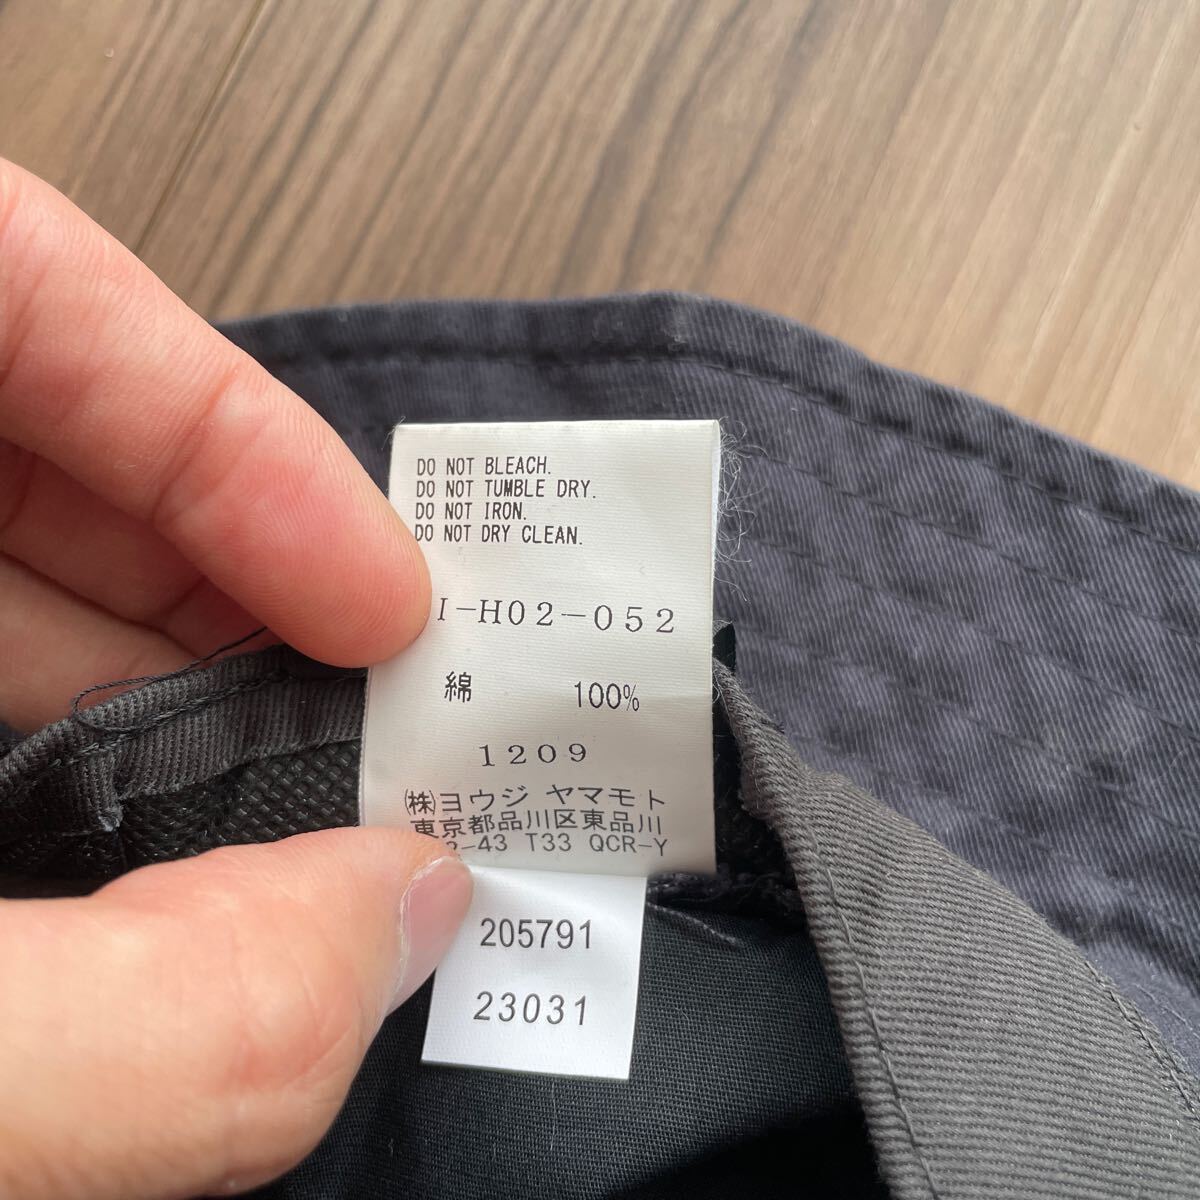 DO NOT BLEACH.
DO NOT TUMBLE DRY.
DO NOT IRON.
DO NOT DRY CLEAN.
I-H02-052
綿 100%
1209
㈱ヨウジ ヤマモト
東京都品川区東品川
-43 T33 QCR-Y
205791
23031